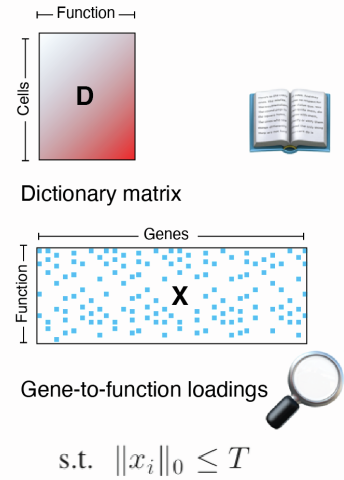 Function
Cells
D
Dictionary matrix
Genes
Function
X
Gene-to-function loadings
s.t. ‖x_i‖_0 ≤ T